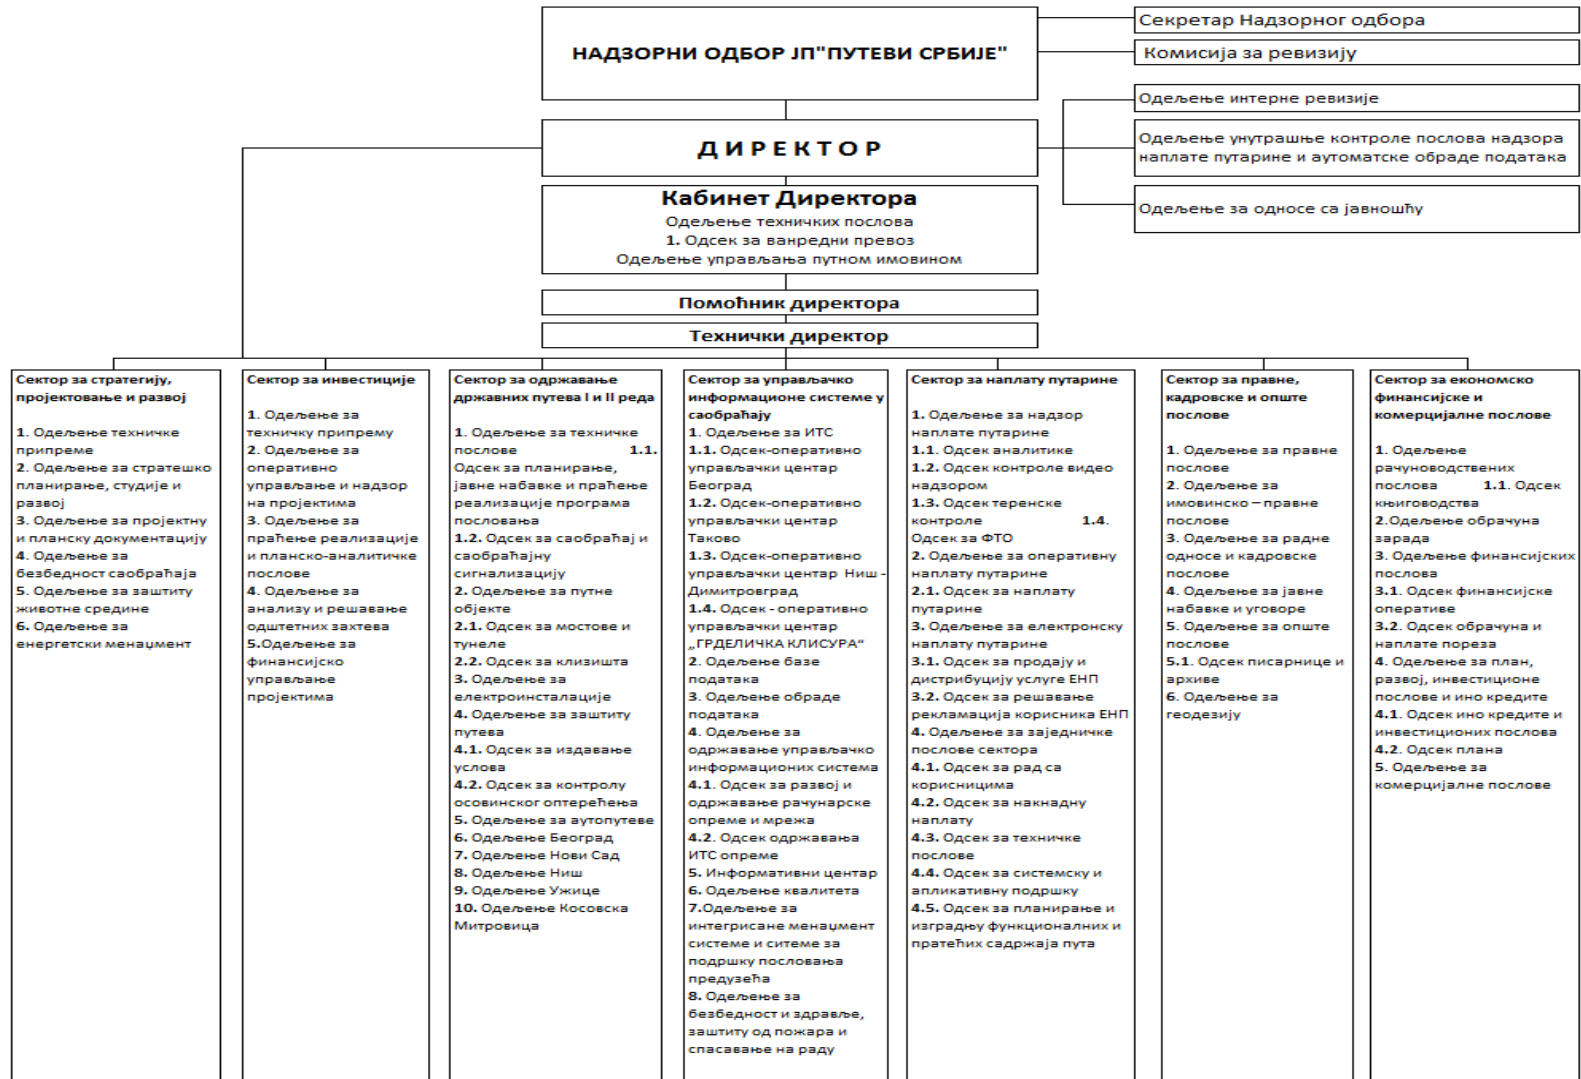 НАДЗОРНИ ОДБОР ЈП"ПУТЕВИ СРБИЈЕ"
Секретар Надзорног одбора
Комисија за ревизију
Одељење интерне ревизије
Одељење унутрашње контроле послова надзора
наплате путарине и аутоматске обраде података
Одељење за односе са јавношћу
Д И Р Е К Т О Р
Кабинет Директора
Одељење техничких послова
1. Одсек за ванредни превоз
Одељење управљања путном имовином
Помоћник директора
Технички директор
Сектор за стратегију,
пројектовање и развој
1. Одељење техничке
припреме
2. Одељење за стратешко
планирање, студије и
развој
3. Одељење за пројектну
и планску документацију
4. Одељење за
безбедност саобраћаја
5. Одељење за заштиту
животне средине
6. Одељење за
енергетски менаџмент
Сектор за инвестиције
1. Одељење за
техничку припрему
2. Одељење за
оперативно
управљање и надзор
на пројектима
3. Одељење за
праћење реализације
и планско-аналитичке
послове
4. Одељење за
анализу и решавање
одштетних захтева
5.Одељење за
финансијско
управљање
пројектима
Сектор за одржавање
државних путева I и II реда
1. Одељење за техничке
послове 1.1.
Одсек за планирање,
јавне набавке и праћење
реализације програма
пословања
1.2. Одсек за саобраћај и
саобраћајну
сигнализацију
2. Одељење за путне
објекте
2.1. Одсек за мостове и
тунеле
2.2. Одсек за клизишта
3. Одељење за
електроинсталације
4. Одељење за заштиту
путева
4.1. Одсек за издавање
услова
4.2. Одсек за контролу
осовинског оптерећења
5. Одељење за аутопутеве
6. Одељење Београд
7. Одељење Нови Сад
8. Одељење Ниш
9. Одељење Ужице
10. Одељење Косовска
Митровица
Сектор за управљачко
информационе системе у
саобраћају
1. Одељење за ИТС
1.1. Одсек-оперативно
управљачки центар
Београд
1.2. Одсек-оперативно
управљачки центар
Таково
1.3. Одсек-оперативно
управљачки центар Ниш -
Димитровград
1.4. Одсек - оперативно
управљачки центар
„ГРДЕЛИЧКА КЛИСУРА“
2. Одељење базе
података
3. Одељење обраде
података
4. Одељење за
одржавање управљачко
информационих система
4.1. Одсек за развој и
одржавање рачунарске
опреме и мрежа
4.2. Одсек одржавања
ИТС опреме
5. Информативни центар
6. Одељење квалитета
7.Одељење за
интегрисане менаџмент
системе и ситеме за
подршку пословања
предузећа
8. Одељење за
безбедност и здравље,
заштиту од пожара и
спасавање на раду
Сектор за наплату путарине
1. Одељење за надзор
наплате путарине
1.1. Одсек аналитике
1.2. Одсек контроле видео
надзором
1.3. Одсек теренске
контроле 1.4.
Одсек за ФТО
2. Одељење за оперативну
наплату путарине
2.1. Одсек за наплату
путарине
3. Одељење за електронску
наплату путарине
3.1. Одсек за продају и
дистрибуцију услуге ЕНП
3.2. Одсек за решавање
рекламација корисника ЕНП
4. Одељење за заједничке
послове сектора
4.1. Одсек за рад са
корисницима
4.2. Одсек за накнадну
наплату
4.3. Одсек за техничке
послове
4.4. Одсек за системску и
апликативну подршку
4.5. Одсек за планирање и
изградњу функционалних и
пратећих садржаја пута
Сектор за правне,
кадровске и опште
послове
1. Одељење за правне
послове
2. Одељење за
имовинско – правне
послове
3. Одељење за радне
односе и кадровске
послове
4. Одељење за јавне
набавке и уговоре
5. Одељење за опште
послове
5.1. Одсек писарнице и
архиве
6. Одељење за
геодезију
Сектор за економско
финансијске и
комерцијалне послове
1. Одељење
рачуноводствених
послова 1.1. Одсек
књиговодства
2.Одељење обрачуна
зарада
3. Одељење финансијских
послова
3.1. Одсек финансијске
оперативе
3.2. Одсек обрачуна и
наплате пореза
4. Одељење за план,
развој, инвестиционе
послове и ино кредите
4.1. Одсек ино кредите и
инвестиционих послова
4.2. Одсек плана
5. Одељење за
комерцијалне послове